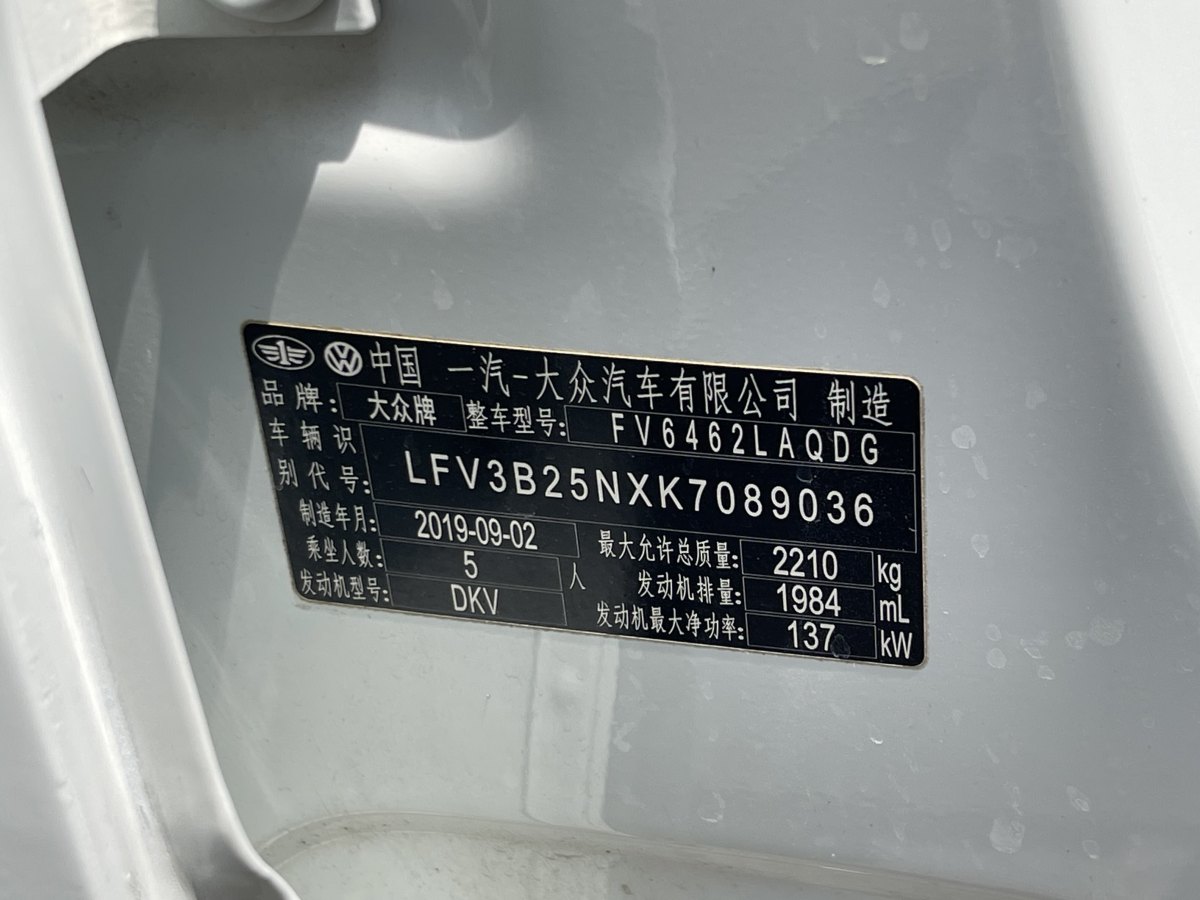 中国 一汽-大众汽车有限公司 制造
品牌: 大众牌 整车型号: FV6462LAQDG
车辆识
别代号: LFV3B25NXK7089036
制造年月: 2019-09-02 最大允许总质量: 2210 kg
乘坐人数: 5 人 发动机排量: 1984 mL
发动机型号: DKV 发动机最大净功率: 137 kW